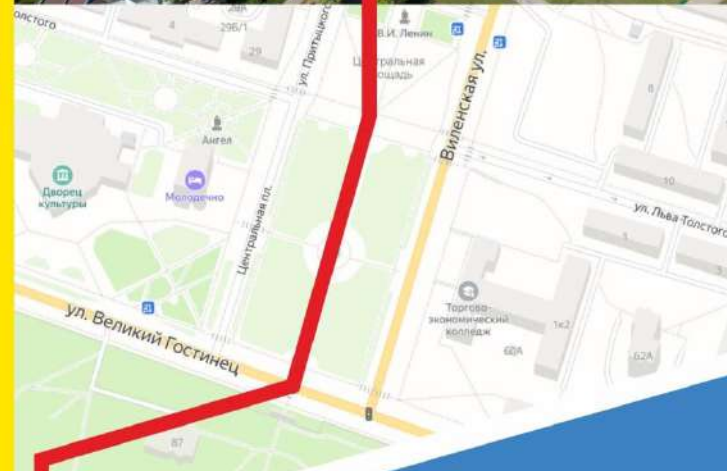 4
29Б/1
29
ул. Притыцкого
В.И. Ленин
Центральная
площадь
Виленская ул.
8
Ангел
Дворец
культуры
Молодечно
10
ул. Льва Толстого
Центральная пл.
ул. Великий Гостинец
Торгово-
экономический
колледж
1к2
60А
62А
87